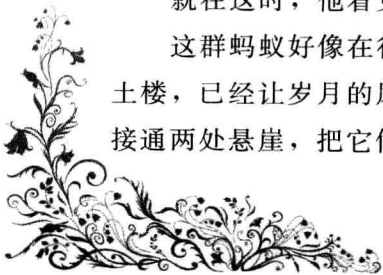 就在这时，他看见
这群蚂蚁好像在
土楼，已经让岁月的
接通两处悬崖，把它